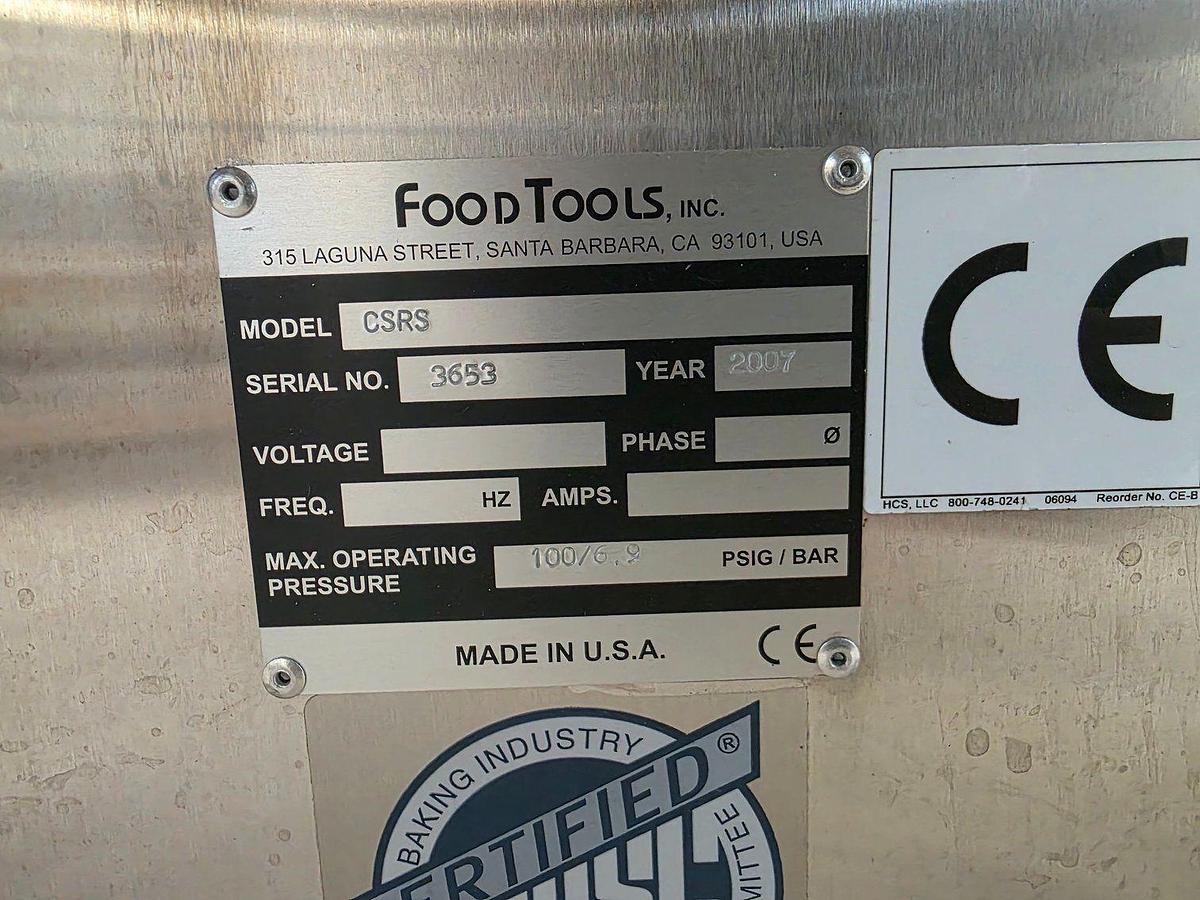 FOODTOOLS, INC.
315 LAGUNA STREET, SANTA BARBARA, CA 93101, USA
MODEL CSRS
SERIAL NO. 3653 YEAR 2007
VOLTAGE PHASE Ø
FREQ. HZ AMPS.
MAX. OPERATING
PRESSURE 100/6.9 PSIG / BAR
MADE IN U.S.A. CE
CE
HCS, LLC 800-748-0241 06094 Reorder No. CE-B
BAKING INDUSTRY
ERTIFIED ®
MITTEE